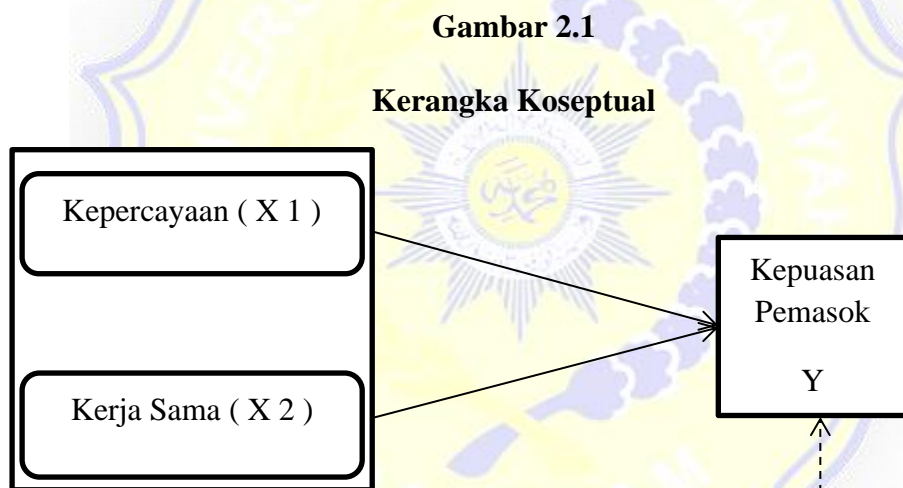 Gambar 2.1
Kerangka Koseptual
Kepercayaan ( X 1 )
Kerja Sama ( X 2 )
Kepuasan
Pemasok
Y